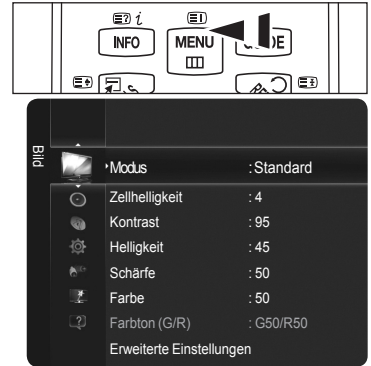 INFO
MENU
Bild
Modus : Standard
Zellhelligkeit : 4
Kontrast : 95
Helligkeit : 45
Schärfe : 50
Farbe : 50
Farbton (G/R) : G50/R50
Erweiterte Einstellungen